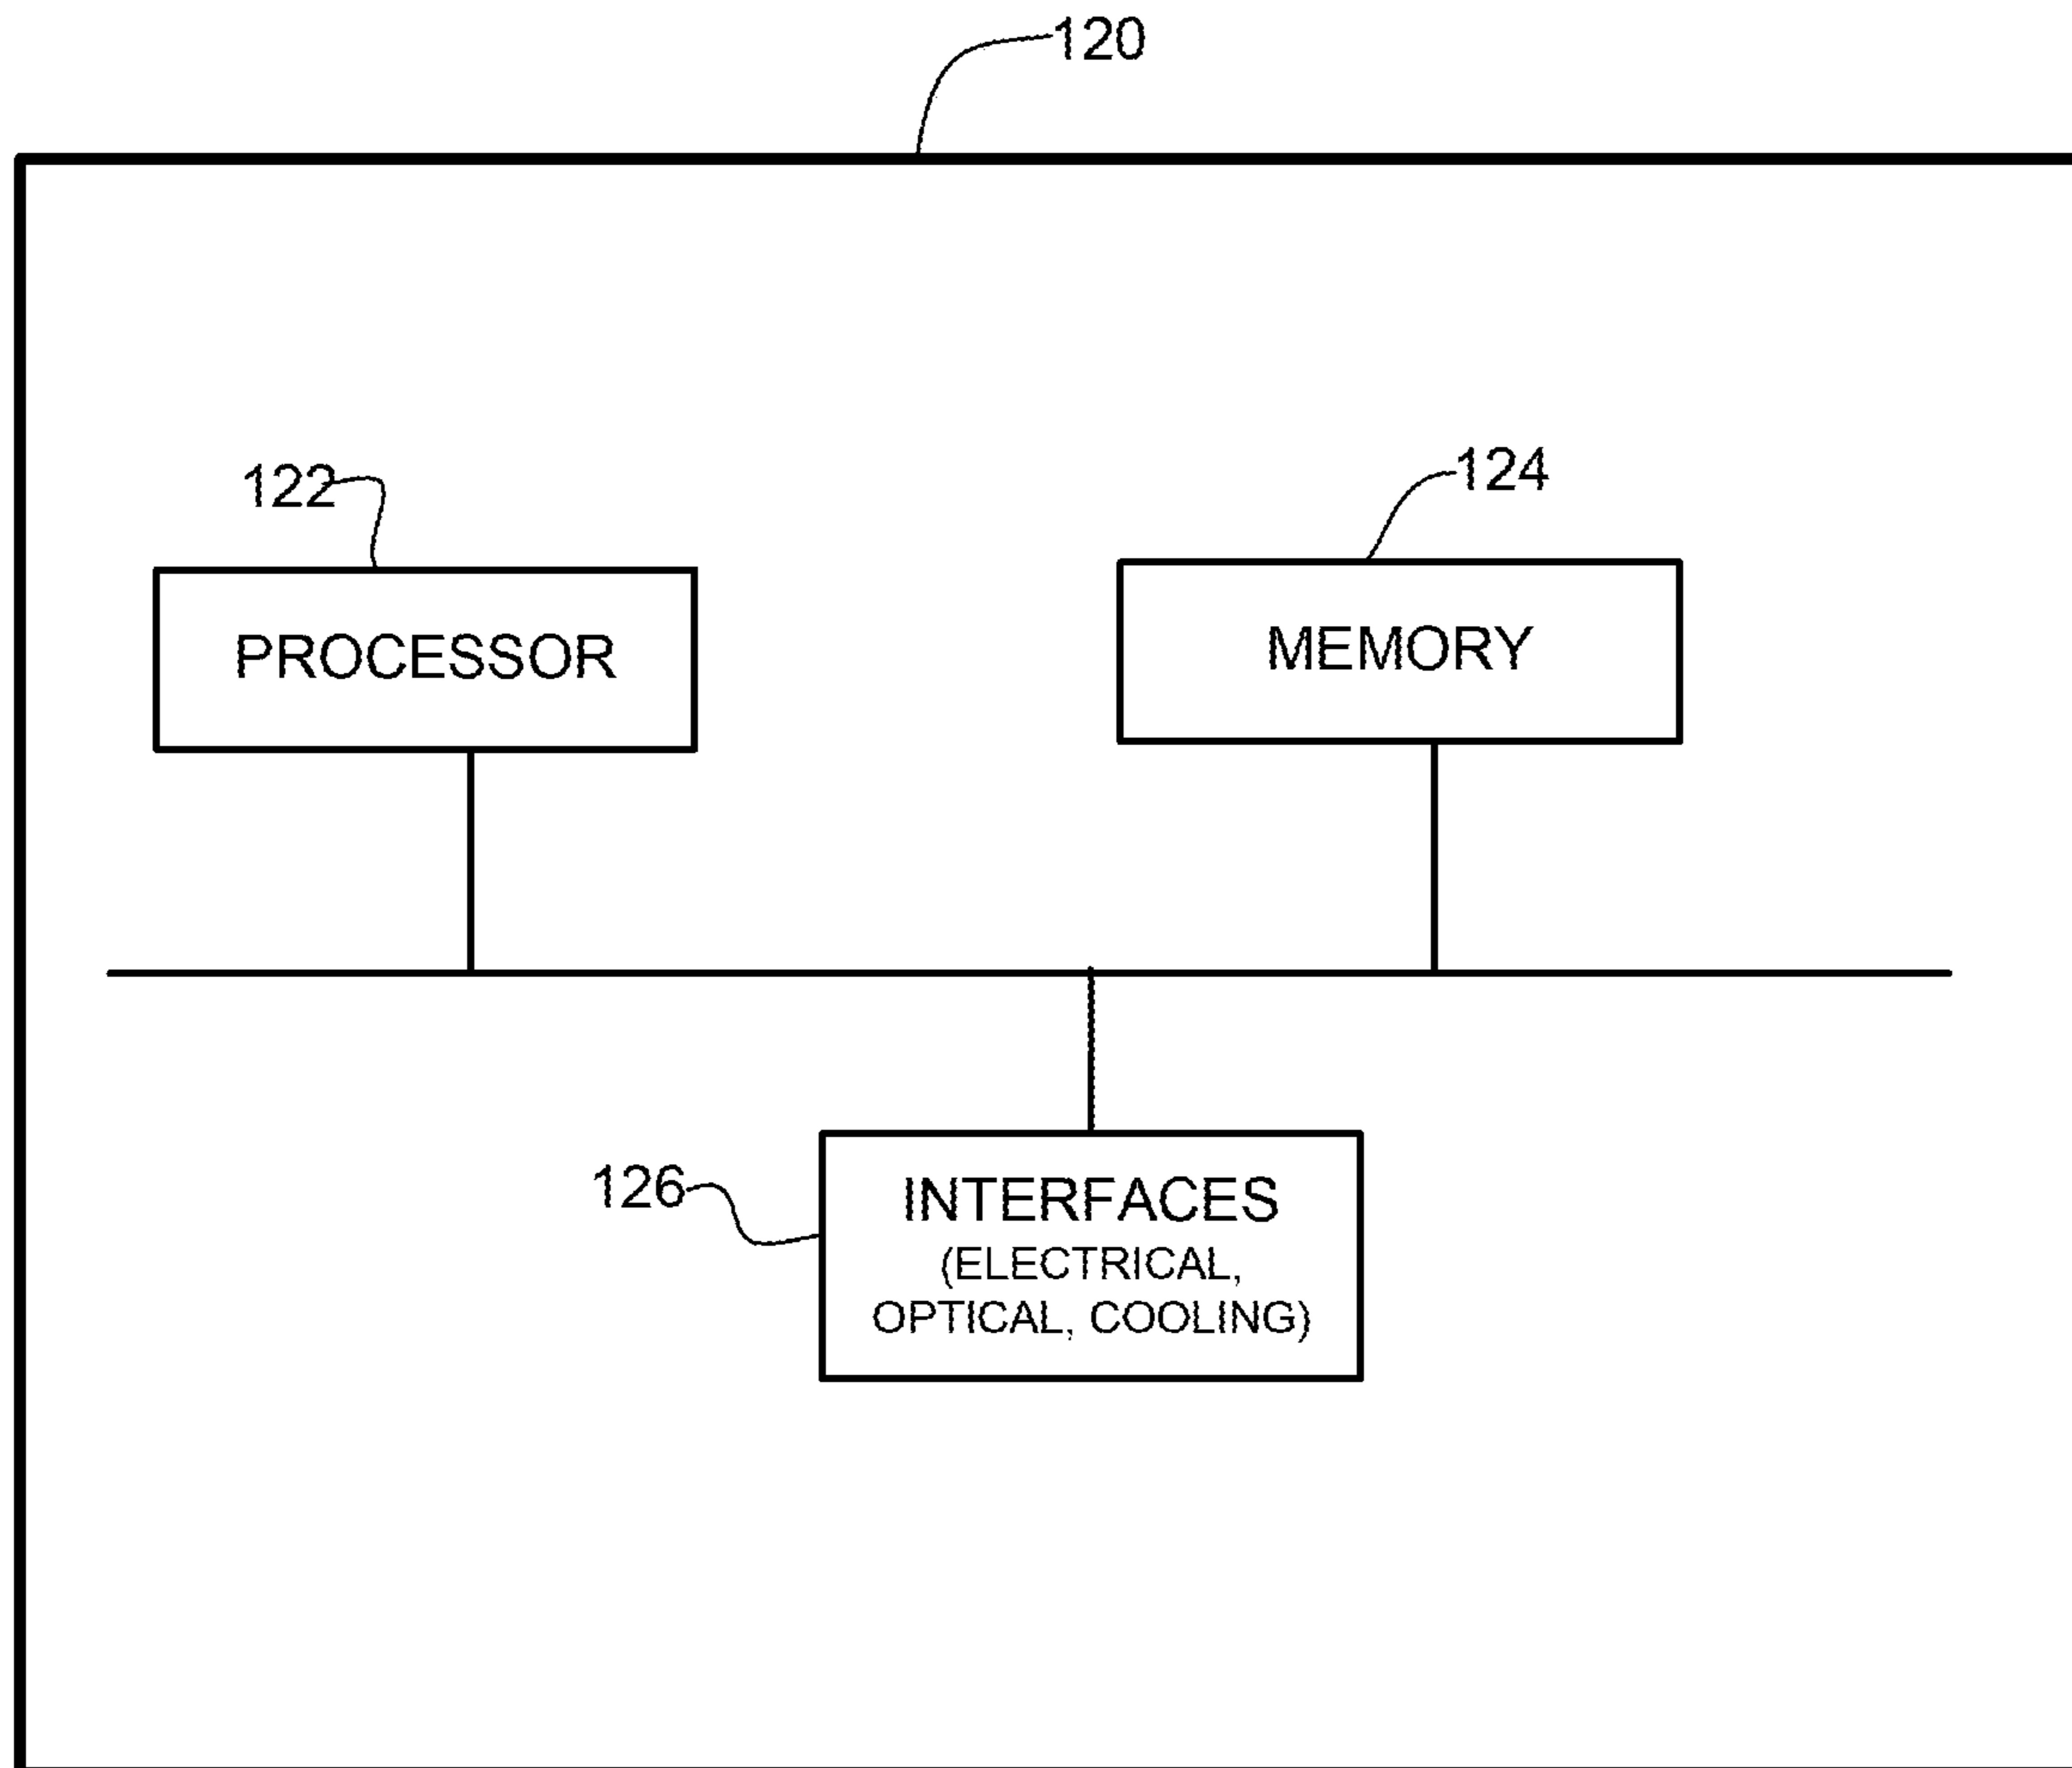 120
122
124
PROCESSOR
MEMORY
126
INTERFACES
(ELECTRICAL,
OPTICAL, COOLING)